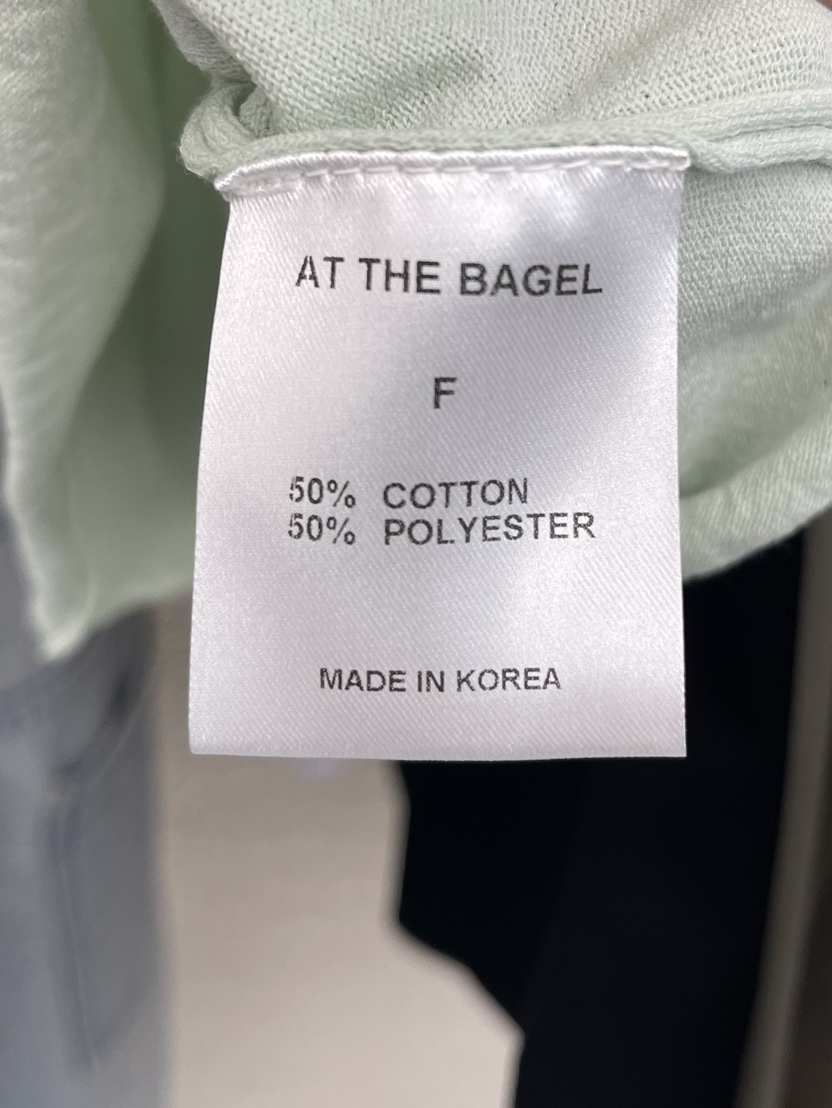 AT THE BAGEL
F
50% COTTON
50% POLYESTER
MADE IN KOREA